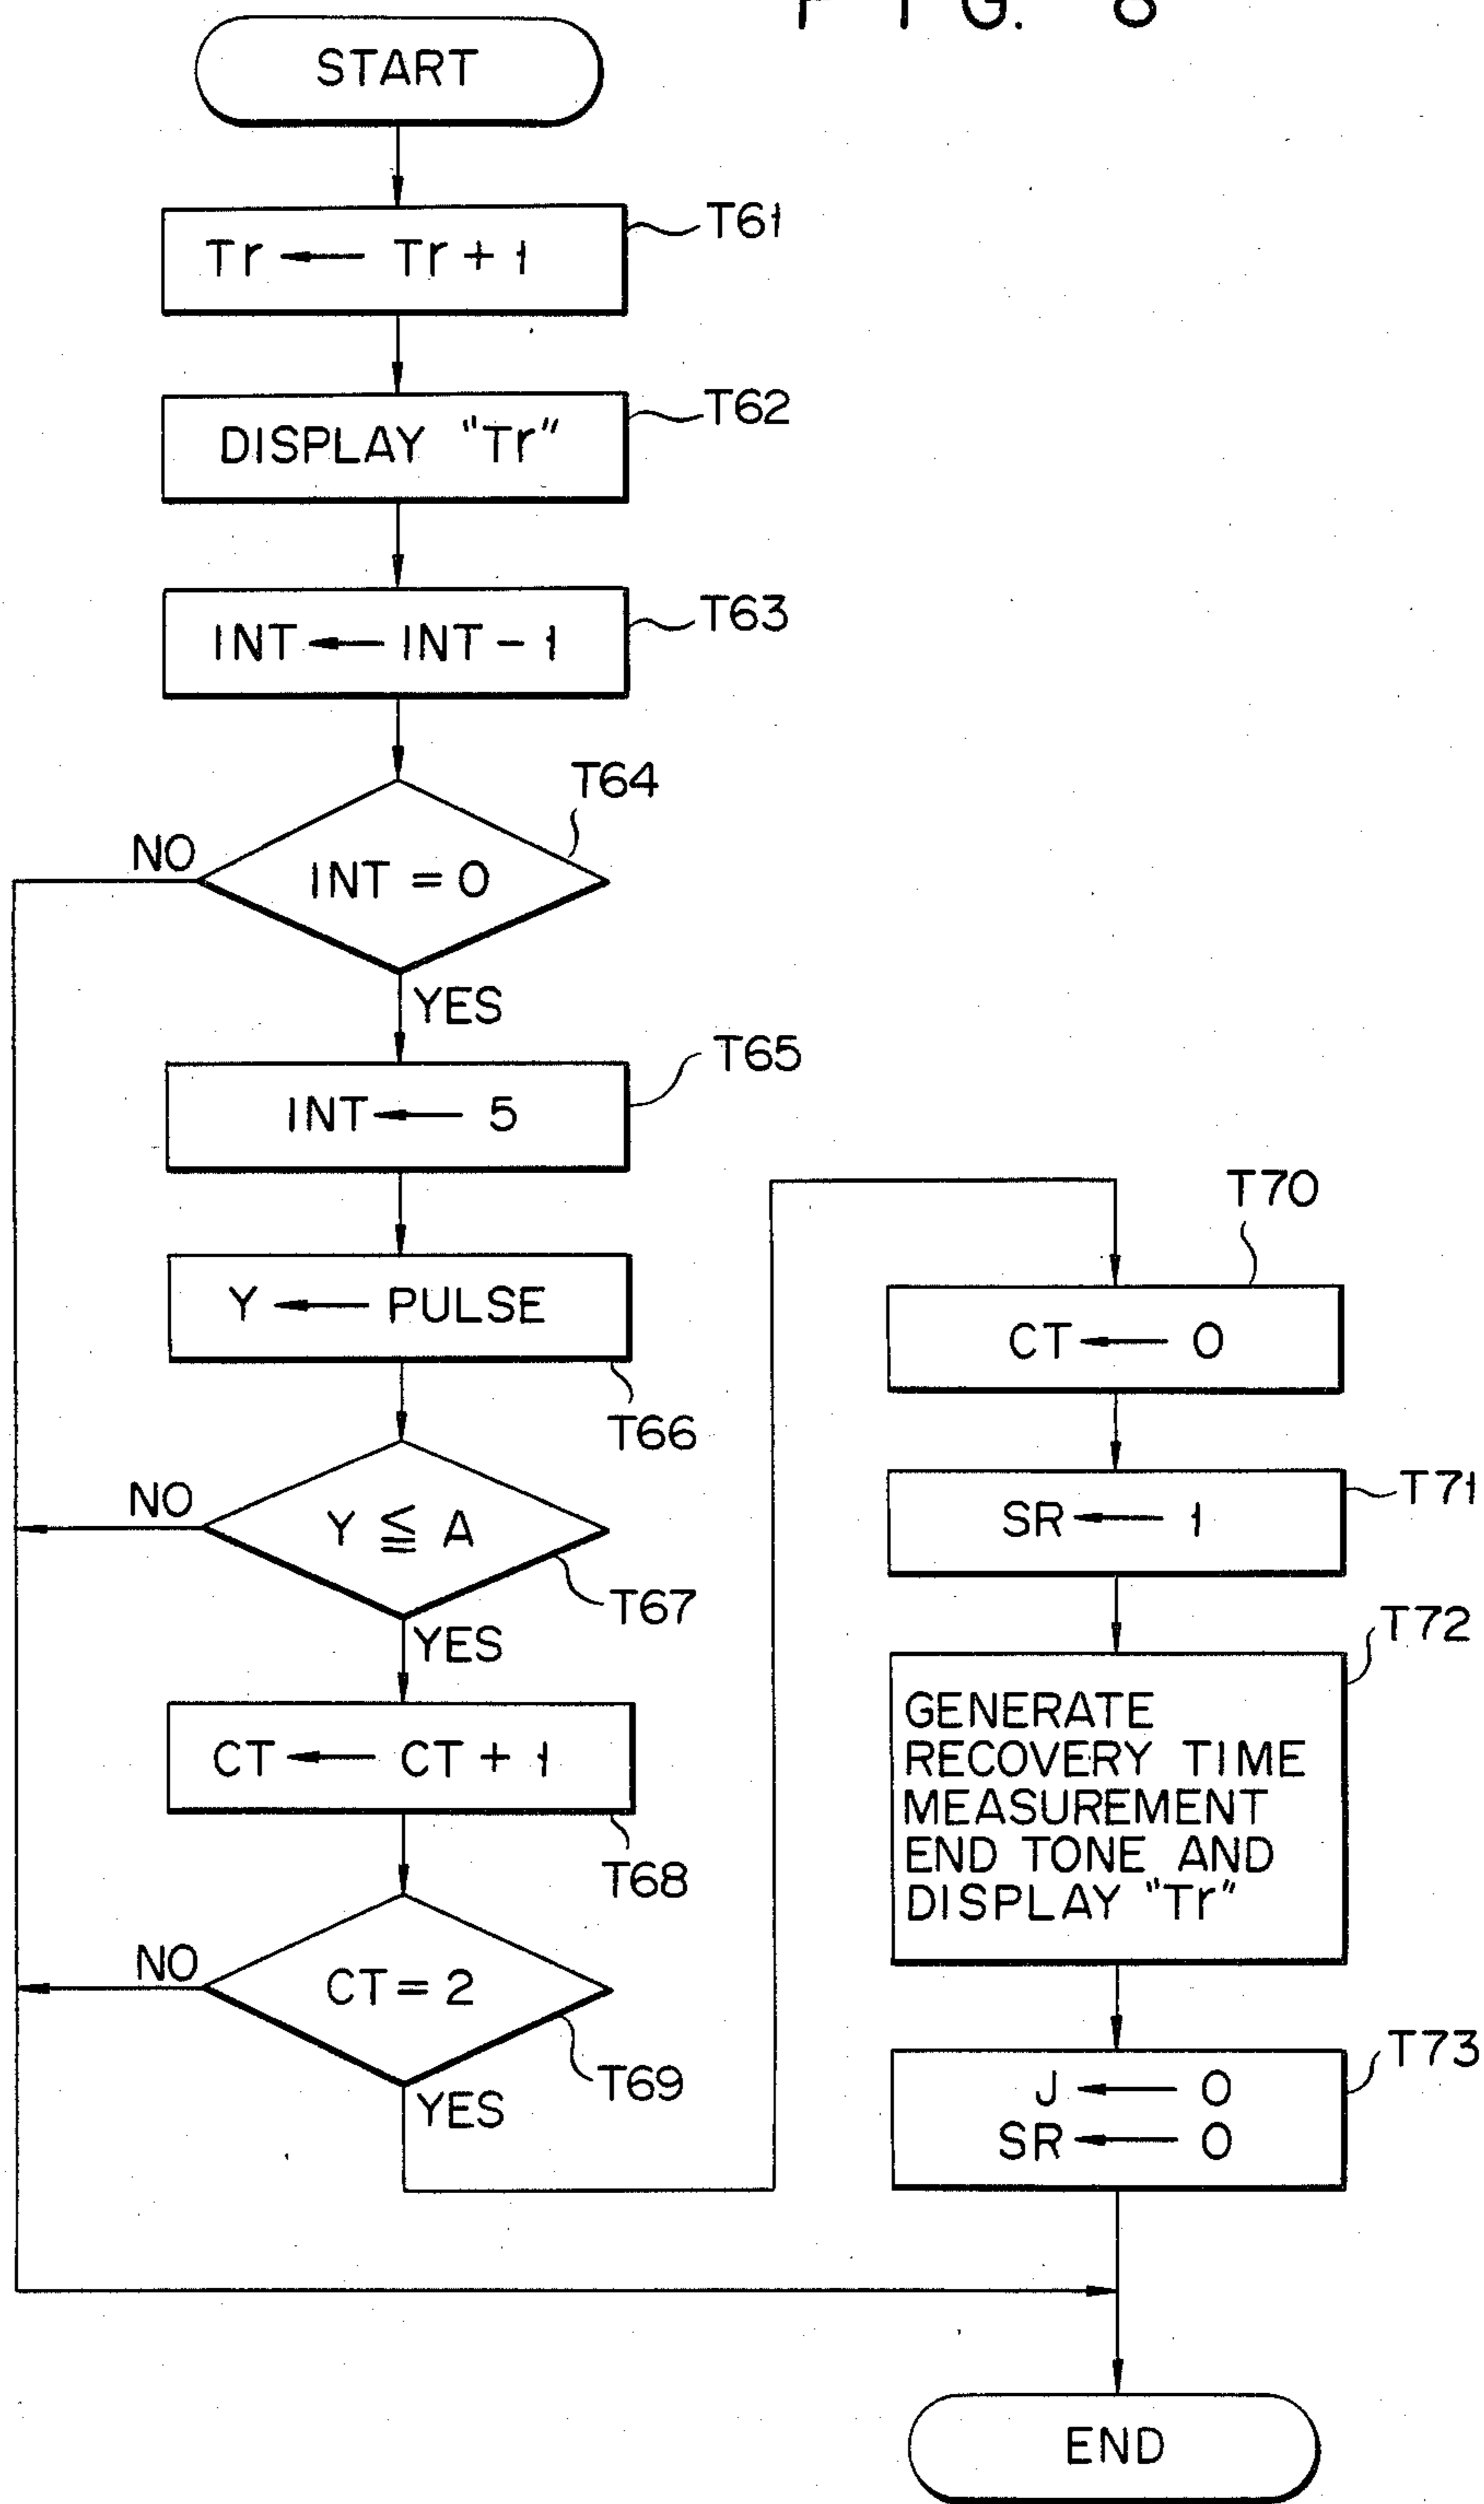 FIG. 8
START
Tr ← Tr + 1
T61
DISPLAY "Tr"
T62
INT ← INT - 1
T63
T64
NO
INT = 0
YES
INT ← 5
T65
Y ← PULSE
T66
NO
Y ≦ A
T67
YES
CT ← CT + 1
T68
NO
CT = 2
T69
YES
T70
CT ← 0
SR ← 1
T71
T72
GENERATE
RECOVERY TIME
MEASUREMENT
END TONE AND
DISPLAY "Tr"
T73
J ← 0
SR ← 0
END